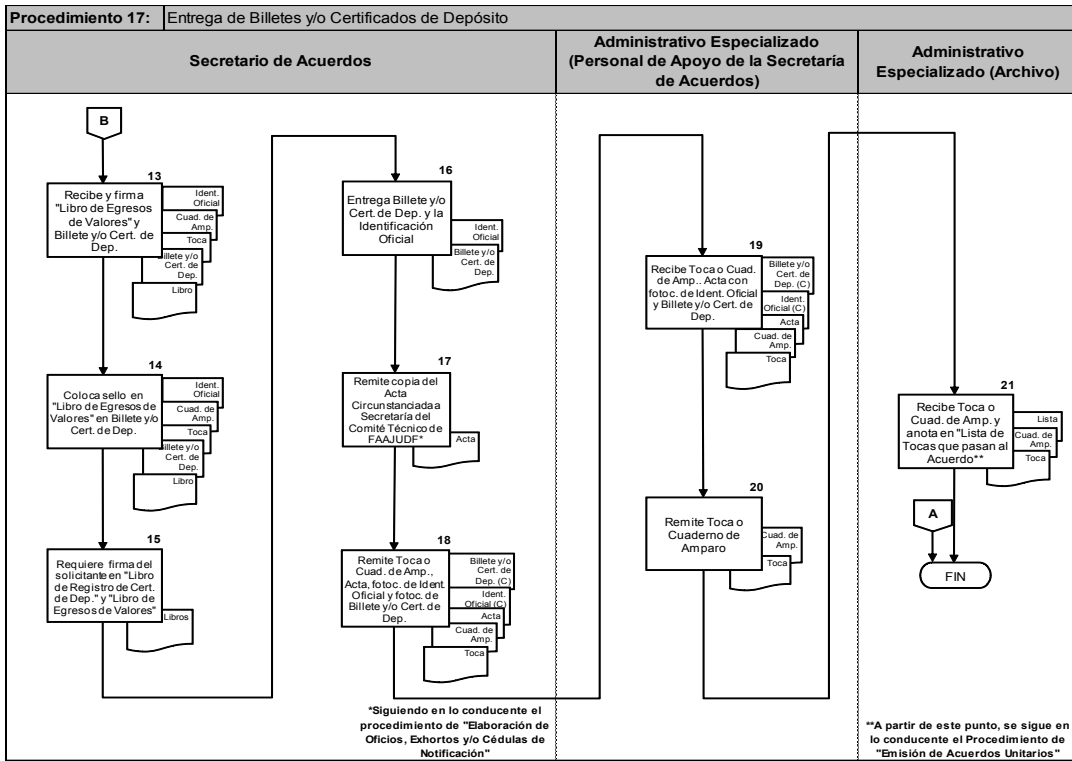 Procedimiento 17: Entrega de Billetes y/o Certificados de Depósito
Secretario de Acuerdos
Administrativo Especializado
(Personal de Apoyo de la Secretaría
de Acuerdos)
Administrativo
Especializado (Archivo)
B
13
Recibe y firma
"Libro de Egresos
de Valores" y
Billete y/o Cert. de
Dep.
Ident.
Oficial
Cuad. de
Amp.
Toca
Billete y/o
Cert. de
Dep.
Libro
14
Coloca sello en
"Libro de Egresos de
Valores" en Billete y/o
Cert. de Dep.
Ident.
Oficial
Cuad. de
Amp.
Toca
Billete y/o
Cert. de
Dep.
Libro
15
Requiere firma del
solicitante en "Libro
de Registro de Cert.
de Dep." y "Libro de
Egresos de Valores"
Libros
16
Entrega Billete y/o
Cert. de Dep. y la
Identificación
Oficial
Ident.
Oficial
Billete y/o
Cert. de
Dep.
17
Remite copia del
Acta
Circunstanciada a
Secretaría del
Comité Técnico de
FAAJUDF*
Acta
18
Remite Toca o
Cuad. de Amp.,
Acta, fotoc. de Ident.
Oficial y fotoc. de
Billete y/o Cert. de
Dep.
Billete y/o
Cert. de
Dep. (C)
Ident.
Oficial (C)
Acta
Cuad. de
Amp.
Toca
*Siguiendo en lo conducente el
procedimiento de "Elaboración de
Oficios, Exhortos y/o Cédulas de
Notificación"
19
Recibe Toca o Cuad.
de Amp.. Acta con
fotoc. de Ident. Oficial
y Billete y/o Cert. de
Dep.
Billete y/o
Cert. de
Dep. (C)
Ident.
Oficial (C)
Acta
Cuad. de
Amp.
Toca
20
Remite Toca o
Cuaderno de
Amparo
Cuad. de
Amp.
Toca
21
Recibe Toca o
Cuad. de Amp. y
anota en "Lista de
Tocas que pasan al
Acuerdo**
Lista
Cuad. de
Amp.
Toca
A
FIN
**A partir de este punto, se sigue en
lo conducente el Procedimiento de
"Emisión de Acuerdos Unitarios"